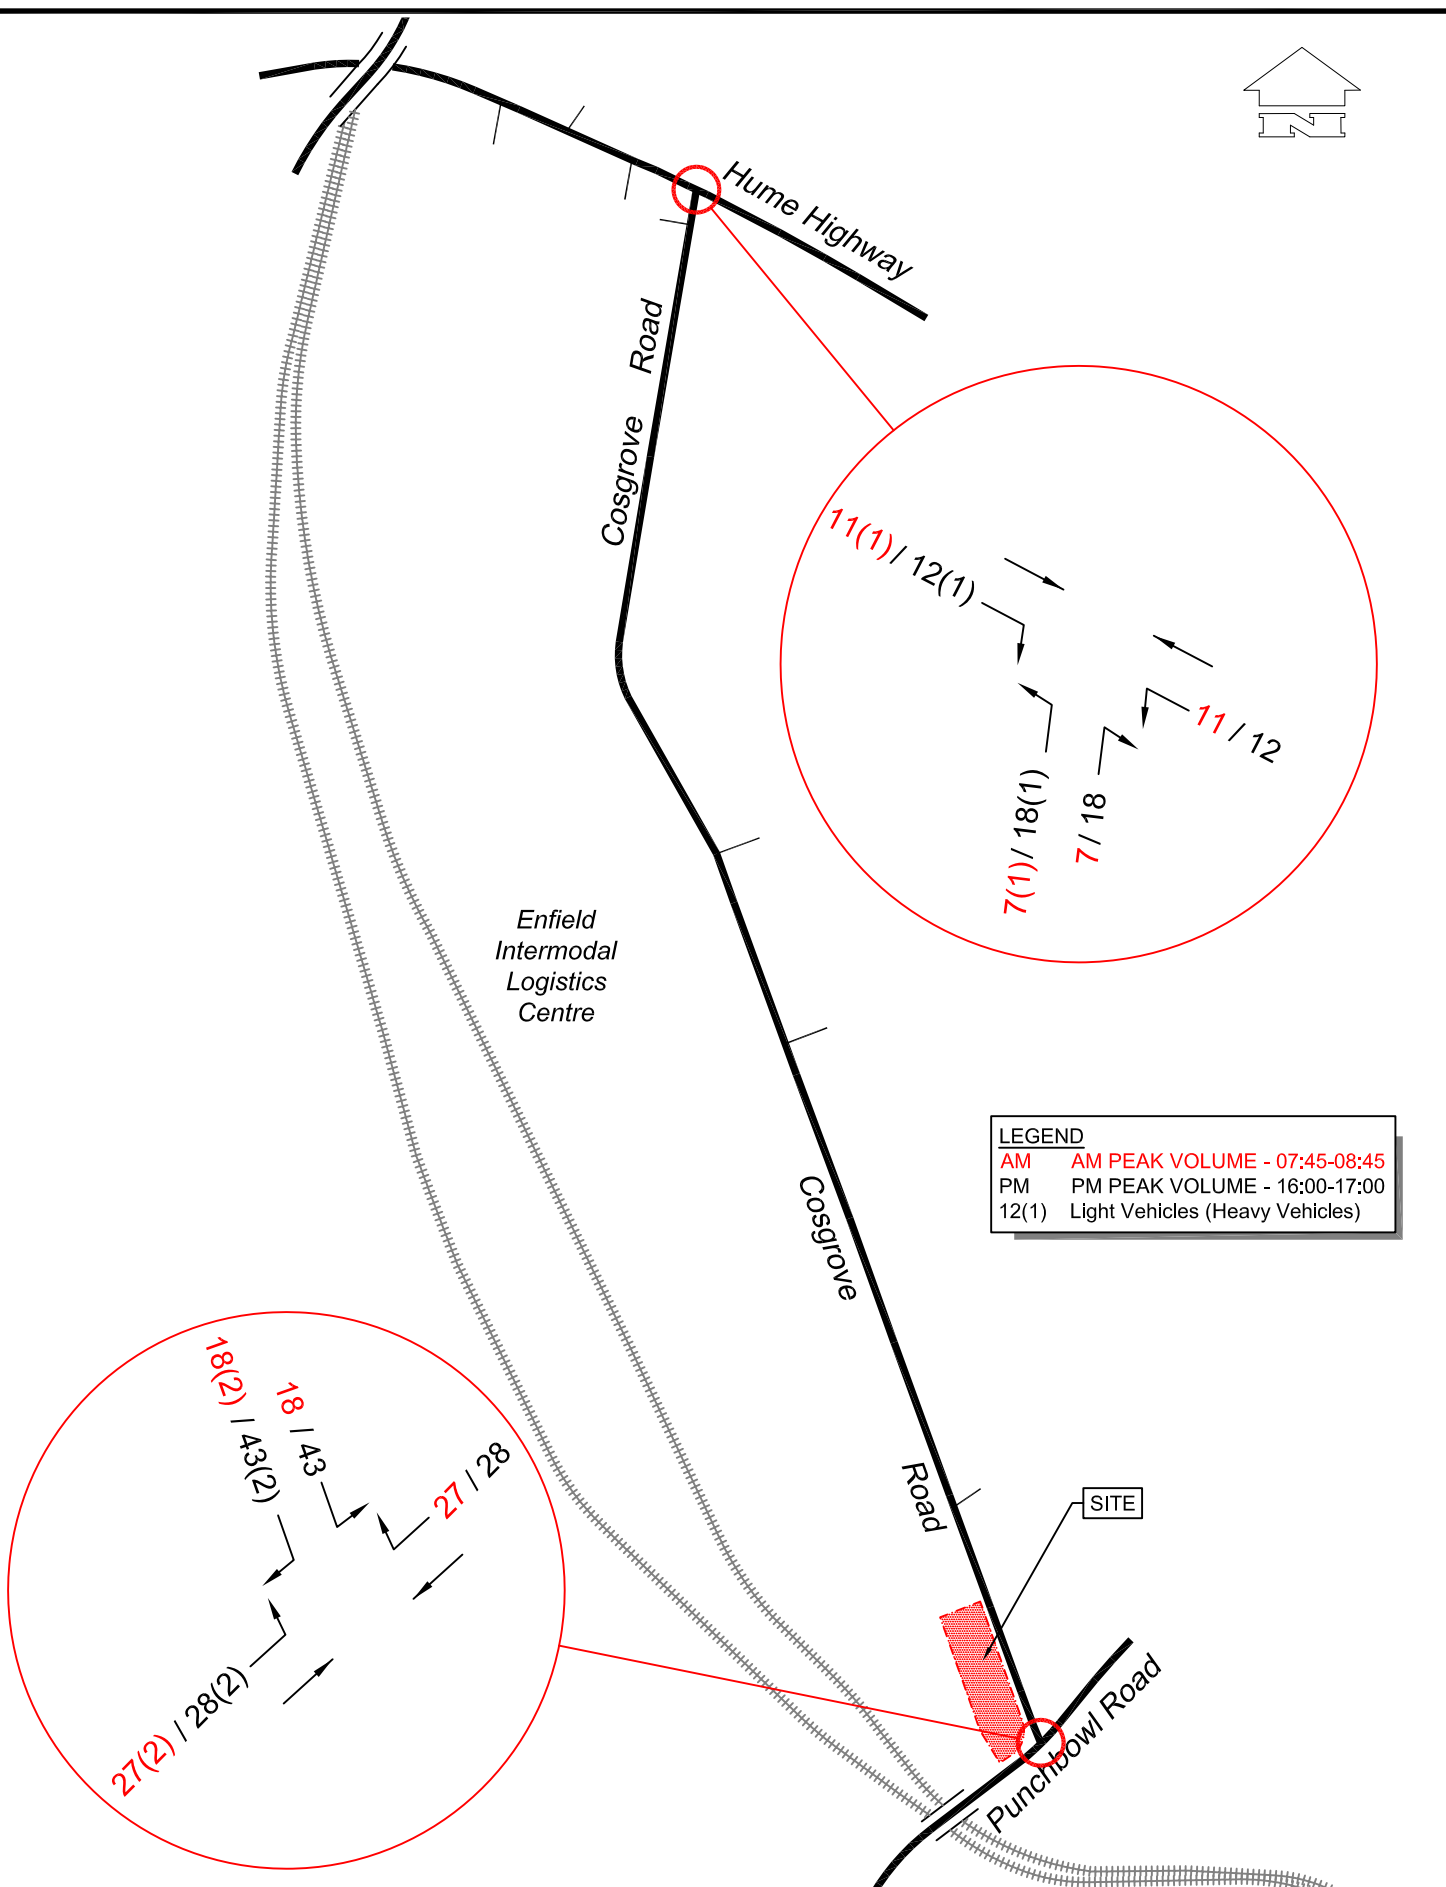 N
Hume Highway
Cosgrove Road
11(1) / 12(1)
11 / 12
7(1) / 18(1)
7 / 18
Enfield
Intermodal
Logistics
Centre
LEGEND
AM AM PEAK VOLUME - 07:45-08:45
PM PM PEAK VOLUME - 16:00-17:00
12(1) Light Vehicles (Heavy Vehicles)
Cosgrove Road
18(2) / 43(2)
18 / 43
27 / 28
27(2) / 28(2)
SITE
Punchbowl Road